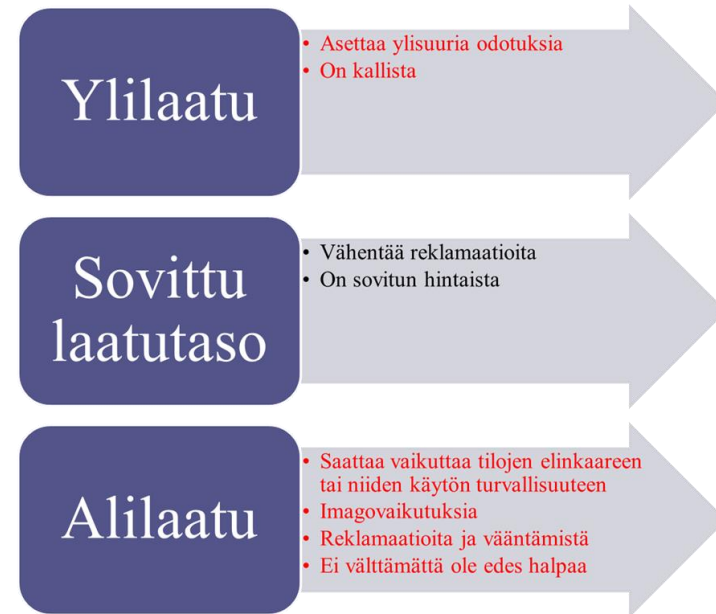 Ylilaatu
• Asettaa ylisuuria odotuksia
• On kallista
Sovittu
laatutaso
• Vähentää reklamaatioita
• On sovitun hintaista
Alilaatu
• Saattaa vaikuttaa tilojen elinkaareen
tai niiden käytön turvallisuuteen
• Imagovaikutuksia
• Reklamaatioita ja vääntämistä
• Ei välttämättä ole edes halpaa